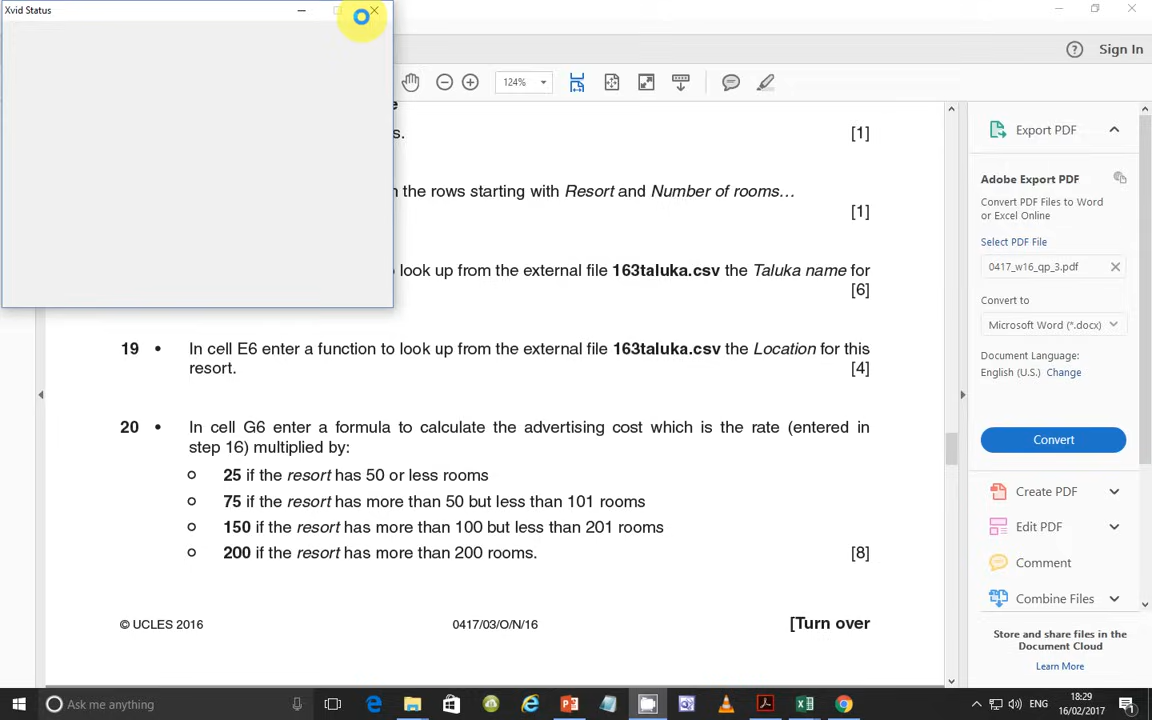 Xvid Status
Sign In
124%
e
s.
[1]
n the rows starting with Resort and Number of rooms…
[1]
look up from the external file 163taluka.csv the Taluka name for
[6]
19 • In cell E6 enter a function to look up from the external file 163taluka.csv the Location for this
resort. [4]
20 • In cell G6 enter a formula to calculate the advertising cost which is the rate (entered in
step 16) multiplied by:
25 if the resort has 50 or less rooms
75 if the resort has more than 50 but less than 101 rooms
150 if the resort has more than 100 but less than 201 rooms
200 if the resort has more than 200 rooms. [8]
© UCLES 2016 0417/03/O/N/16 [Turn over
Export PDF
Adobe Export PDF
Convert PDF Files to Word
or Excel Online
Select PDF File
0417_w16_qp_3.pdf
Convert to
Microsoft Word (*.docx)
Document Language:
English (U.S.) Change
Convert
Create PDF
Edit PDF
Comment
Combine Files
Store and share files in the
Document Cloud
Learn More
Ask me anything
ENG
18:29
16/02/2017
1